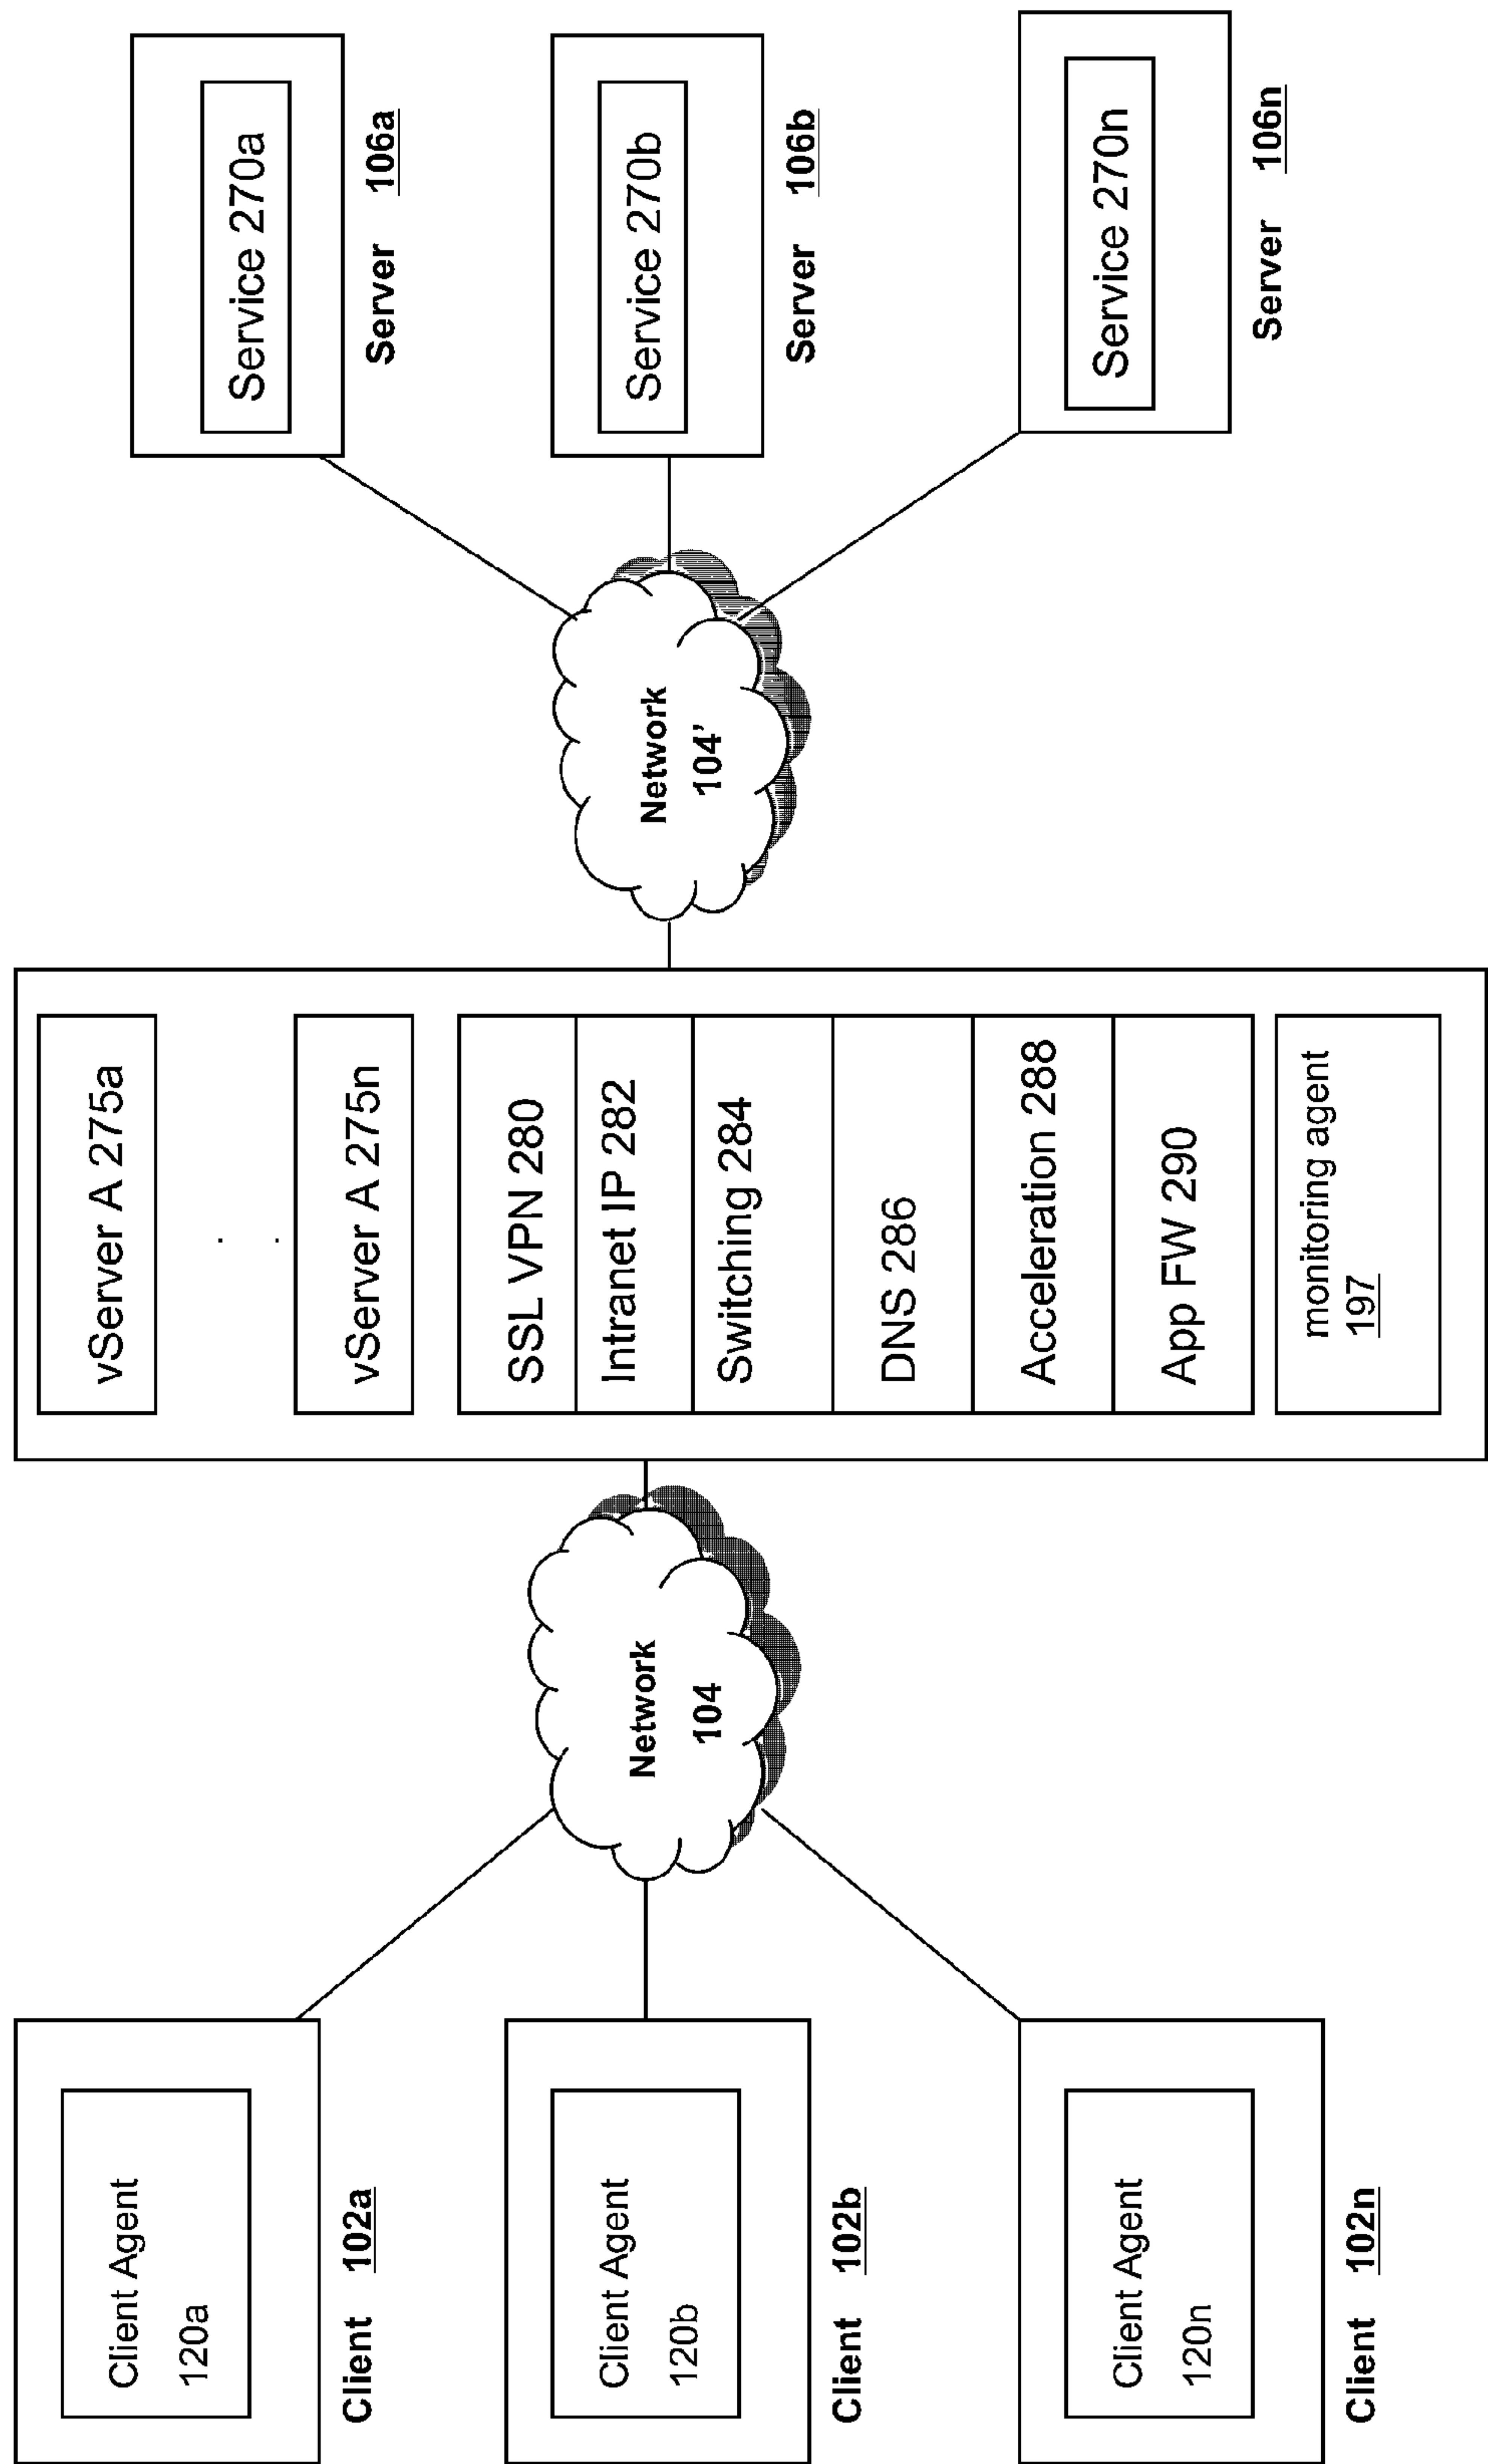 Client Agent
120a
Client 102a
Client Agent
120b
Client 102b
Client Agent
120n
Client 102n
Network
104
vServer A 275a
.
.
vServer A 275n
SSL VPN 280
Intranet IP 282
Switching 284
DNS 286
Acceleration 288
App FW 290
monitoring agent
197
Network
104’
Service 270a
Server 106a
Service 270b
Server 106b
Service 270n
Server 106n